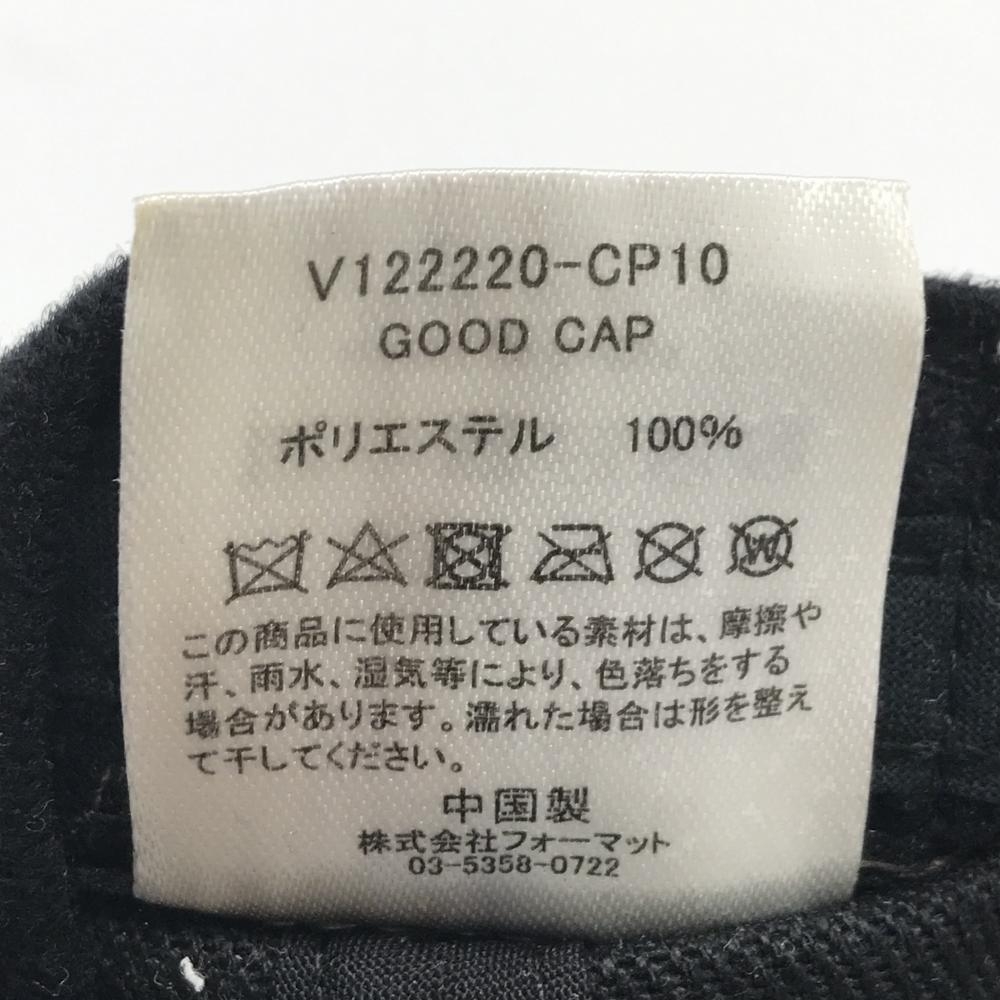 V122220-CP10
GOOD CAP
ポリエステル 100%
W
この商品に使用している素材は、摩擦や
汗、雨水、湿気等により、色落ちをする
場合があります。濡れた場合は形を整え
て干してください。
中国製
株式会社フォーマット
03-5358-0722